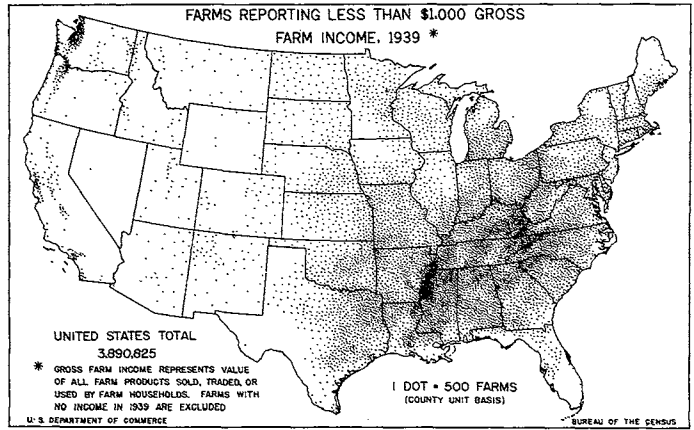 FARMS REPORTING LESS THAN $1,000 GROSS
FARM INCOME, 1939 *
UNITED STATES TOTAL
3,890,825
* GROSS FARM INCOME REPRESENTS VALUE
OF ALL FARM PRODUCTS SOLD, TRADED, OR
USED BY FARM HOUSEHOLDS. FARMS WITH
NO INCOME IN 1939 ARE EXCLUDED
1 DOT = 500 FARMS
(COUNTY UNIT BASIS)
U. S. DEPARTMENT OF COMMERCE
BUREAU OF THE CENSUS